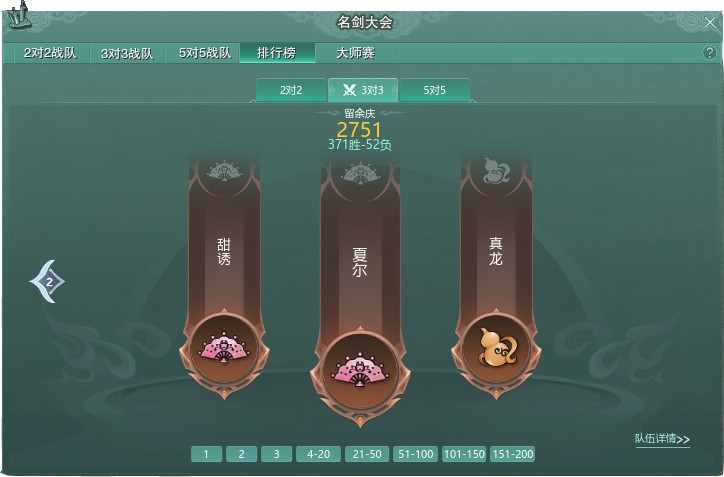 名剑大会
2对2战队 3对3战队 5对5战队 排行榜 大师赛 ?
2对2 3对3 5对5
留余庆
2751
371胜-52负
甜诱
夏尔
真龙
2
队伍详情>>
1 2 3 4-20 21-50 51-100 101-150 151-200